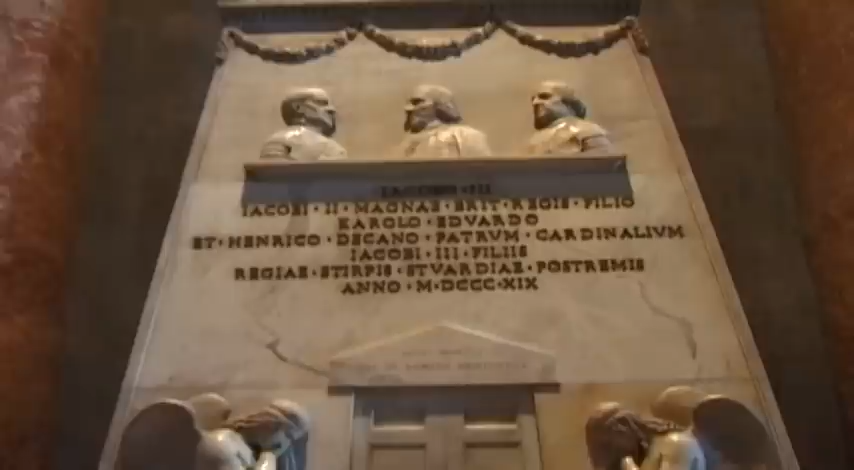 IACOBO · III
IACOBI · II · MAGNAE · BRIT · REGIS · FILIO
KAROLO · EDVARDO
ET · HENRICO · DECANO · PATRVM · CARDINALIVM
IACOBI · III · FILIIS
REGIAE · STIRPIS · STVARDIAE · POSTREMIS
ANNO · M · DCCC · XIX